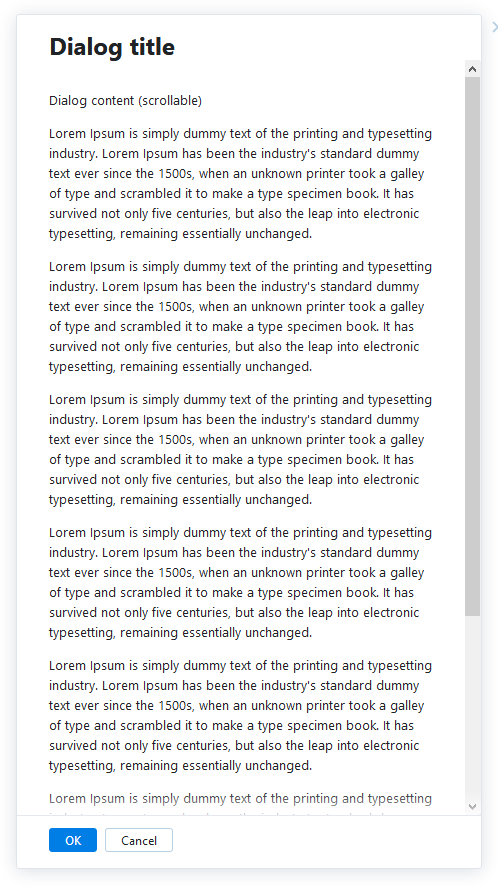 Dialog title
Dialog content (scrollable)
Lorem Ipsum is simply dummy text of the printing and typesetting
industry. Lorem Ipsum has been the industry's standard dummy
text ever since the 1500s, when an unknown printer took a galley
of type and scrambled it to make a type specimen book. It has
survived not only five centuries, but also the leap into electronic
typesetting, remaining essentially unchanged.
Lorem Ipsum is simply dummy text of the printing and typesetting
industry. Lorem Ipsum has been the industry's standard dummy
text ever since the 1500s, when an unknown printer took a galley
of type and scrambled it to make a type specimen book. It has
survived not only five centuries, but also the leap into electronic
typesetting, remaining essentially unchanged.
Lorem Ipsum is simply dummy text of the printing and typesetting
industry. Lorem Ipsum has been the industry's standard dummy
text ever since the 1500s, when an unknown printer took a galley
of type and scrambled it to make a type specimen book. It has
survived not only five centuries, but also the leap into electronic
typesetting, remaining essentially unchanged.
Lorem Ipsum is simply dummy text of the printing and typesetting
industry. Lorem Ipsum has been the industry's standard dummy
text ever since the 1500s, when an unknown printer took a galley
of type and scrambled it to make a type specimen book. It has
survived not only five centuries, but also the leap into electronic
typesetting, remaining essentially unchanged.
Lorem Ipsum is simply dummy text of the printing and typesetting
industry. Lorem Ipsum has been the industry's standard dummy
text ever since the 1500s, when an unknown printer took a galley
of type and scrambled it to make a type specimen book. It has
survived not only five centuries, but also the leap into electronic
typesetting, remaining essentially unchanged.
Lorem Ipsum is simply dummy text of the printing and typesetting
OK
Cancel